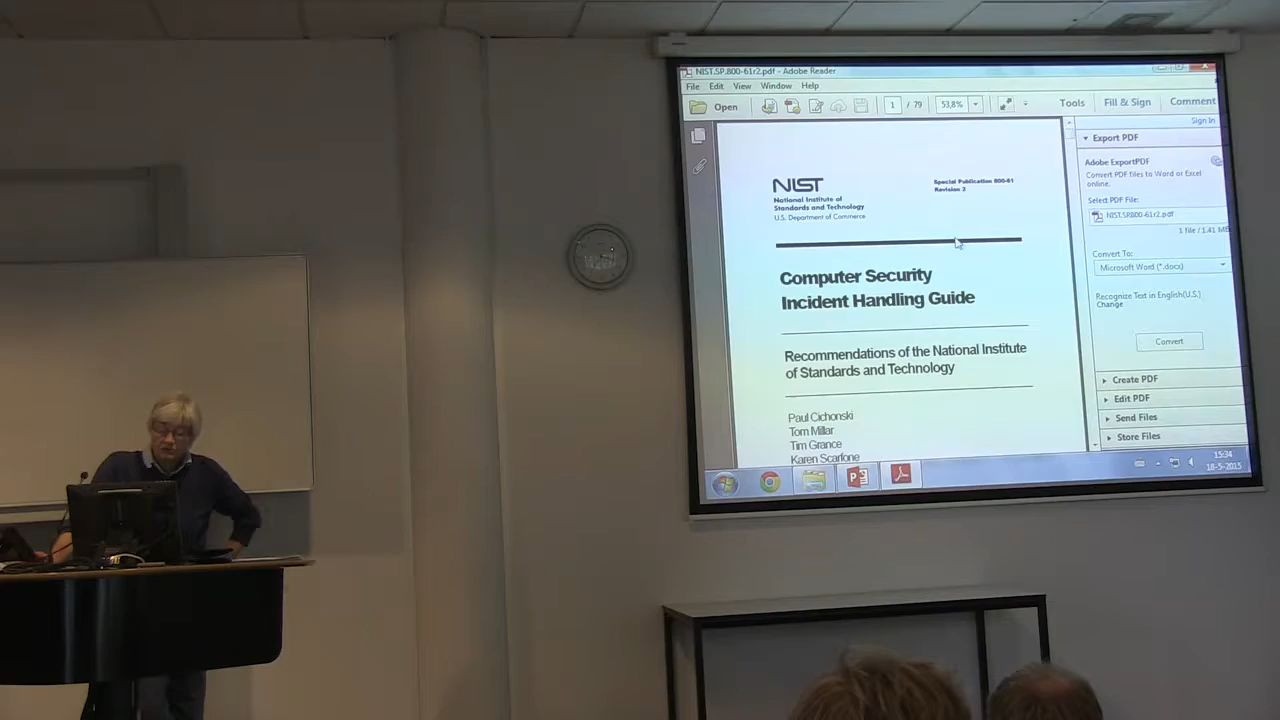 NIST.SP.800-61r2.pdf - Adobe Reader
File Edit View Window Help
Open 1 / 79 53,8% Tools Fill & Sign Comment
Sign In
Export PDF
Adobe ExportPDF
Convert PDF files to Word or Excel
online.
Select PDF File:
NIST.SP.800-61r2.pdf
1 file / 1.41 MB
Convert To:
Microsoft Word (*.docx)
Recognize Text in English(U.S.)
Change
Convert
Create PDF
Edit PDF
Send Files
Store Files
NIST
National Institute of
Standards and Technology
U.S. Department of Commerce
Special Publication 800-61
Revision 2
Computer Security
Incident Handling Guide
Recommendations of the National Institute
of Standards and Technology
Paul Cichonski
Tom Millar
Tim Grance
Karen Scarfone
15:34
18-5-2015